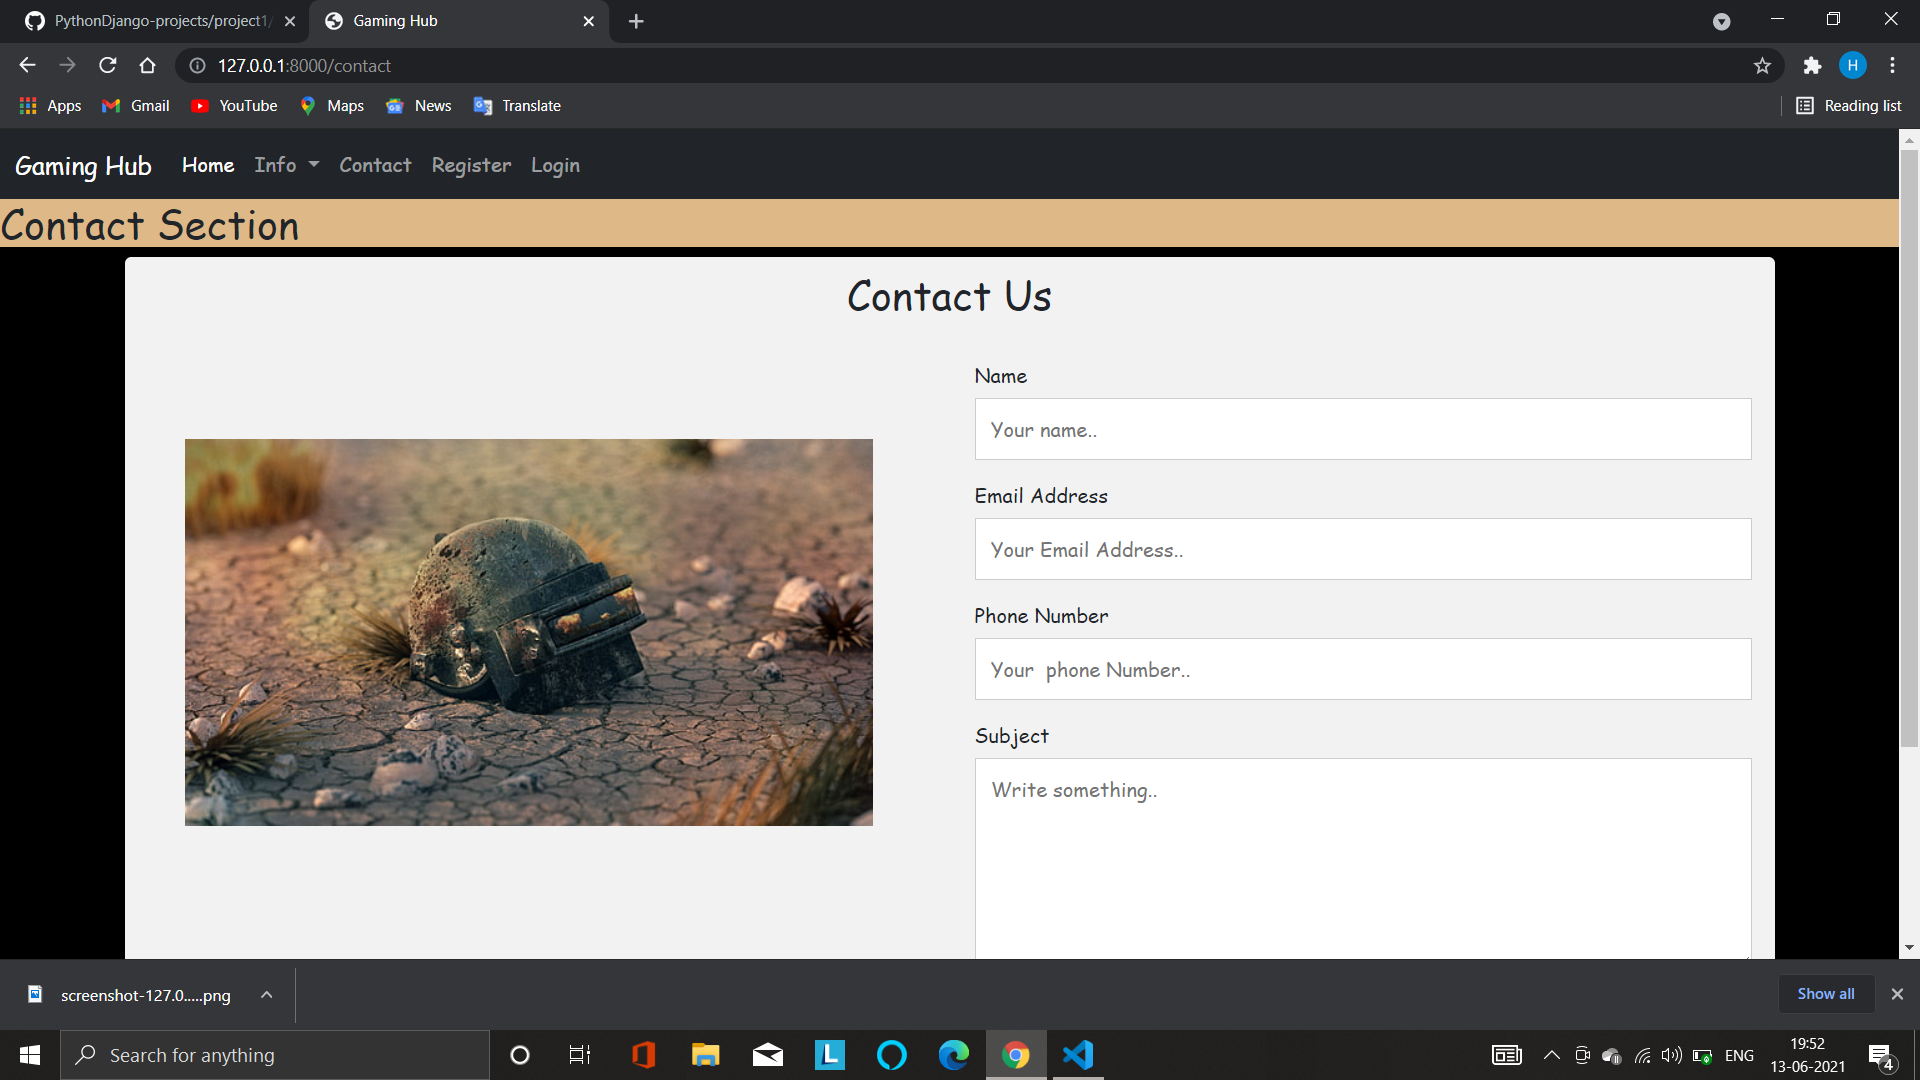 PythonDjango-projects/project1/
Gaming Hub
127.0.0.1:8000/contact
H
Apps
Gmail
YouTube
Maps
News
Translate
Reading list
Gaming Hub
Home
Info
Contact
Register
Login
Contact Section
Contact Us
Name
Your name..
Email Address
Your Email Address..
Phone Number
Your  phone Number..
Subject
Write something..
screenshot-127.0.....png
Show all
Search for anything
L
ENG
19:52
13-06-2021
4